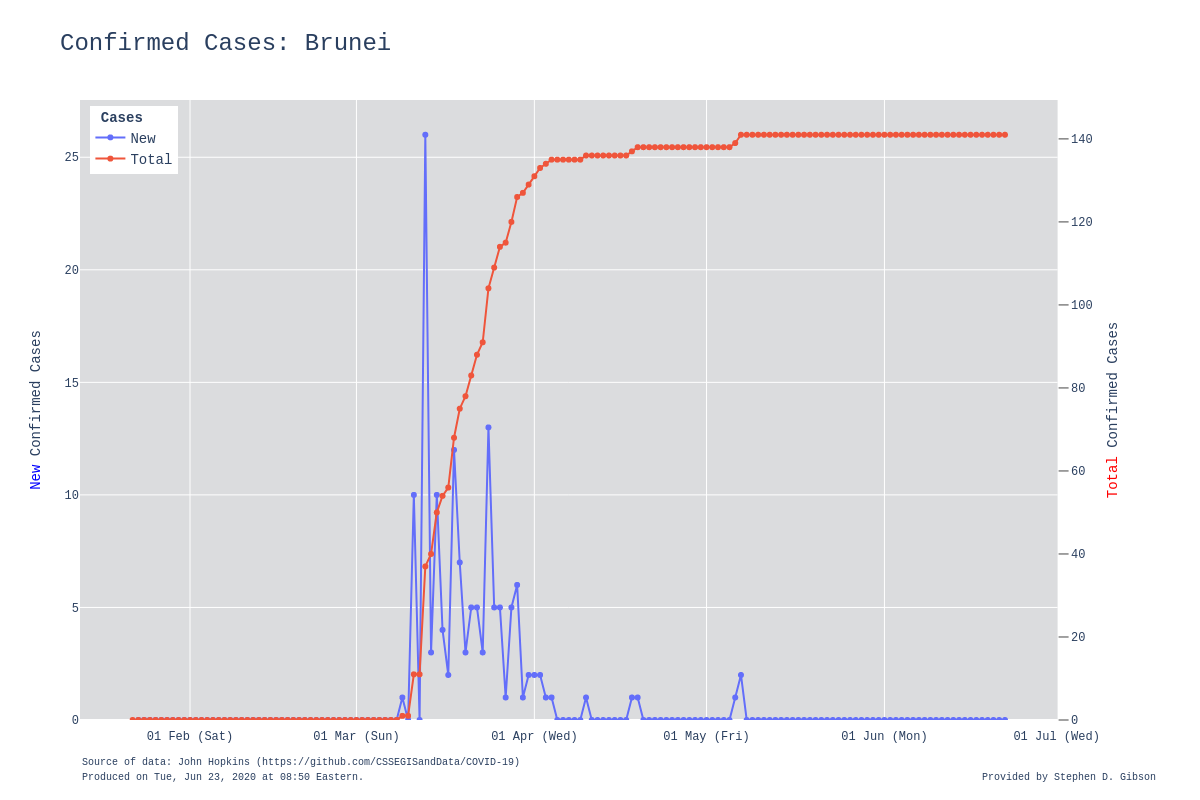 Confirmed Cases: Brunei
Cases
New
Total
25
20
15
10
5
0
140
120
100
80
60
40
20
0
New Confirmed Cases
Total Confirmed Cases
01 Feb (Sat)
01 Mar (Sun)
01 Apr (Wed)
01 May (Fri)
01 Jun (Mon)
01 Jul (Wed)
Source of data: John Hopkins (https://github.com/CSSEGISandData/COVID-19)
Produced on Tue, Jun 23, 2020 at 08:50 Eastern.
Provided by Stephen D. Gibson